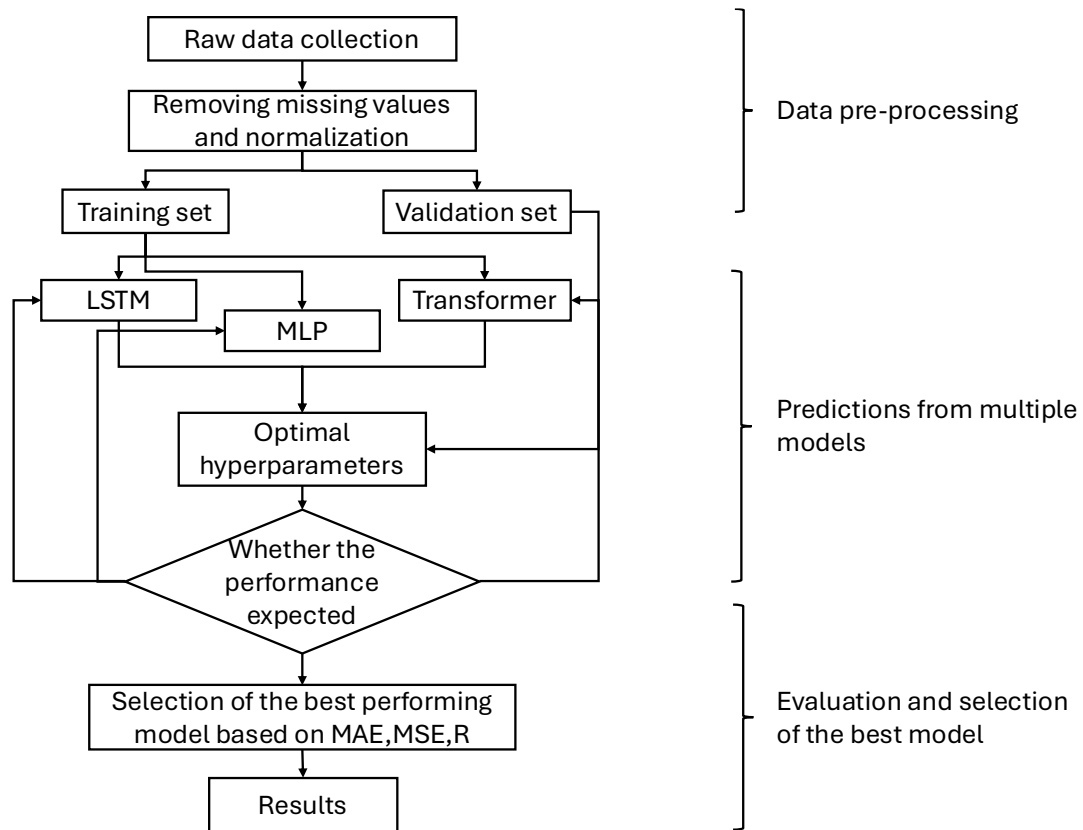 Raw data collection
Removing missing values
and normalization
Data pre-processing
Training set
Validation set
LSTM
Transformer
MLP
Predictions from multiple
models
Optimal
hyperparameters
Whether the
performance
expected
Selection of the best performing
model based on MAE,MSE,R
Evaluation and selection
of the best model
Results